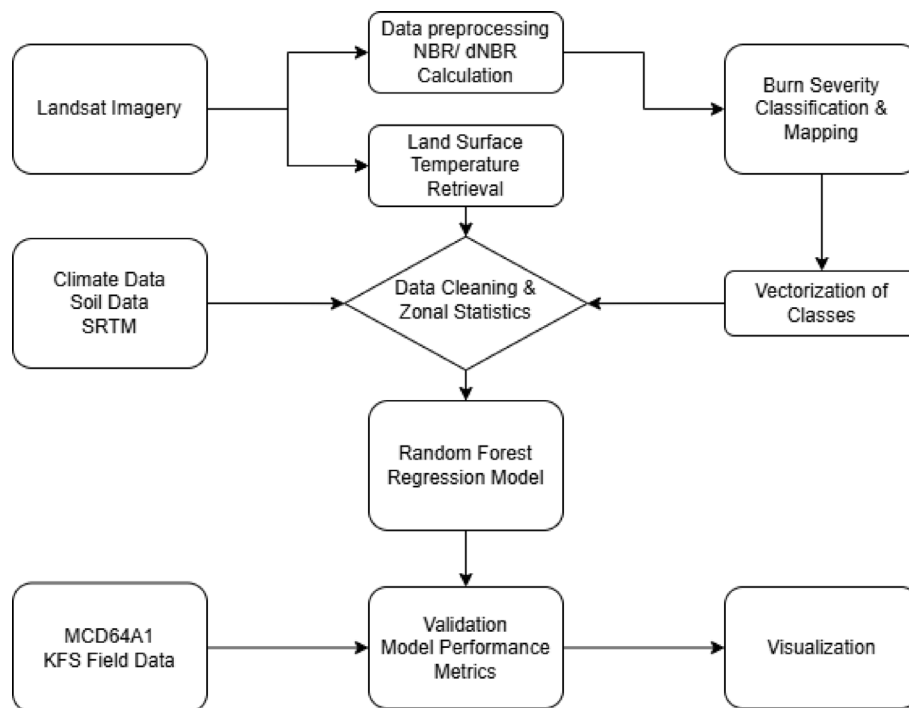 Data preprocessing
NBR/ dNBR
Calculation
Landsat Imagery
Burn Severity
Classification &
Mapping
Land Surface
Temperature
Retrieval
Climate Data
Soil Data
SRTM
Data Cleaning &
Zonal Statistics
Vectorization of
Classes
Random Forest
Regression Model
MCD64A1
KFS Field Data
Validation
Model Performance
Metrics
Visualization